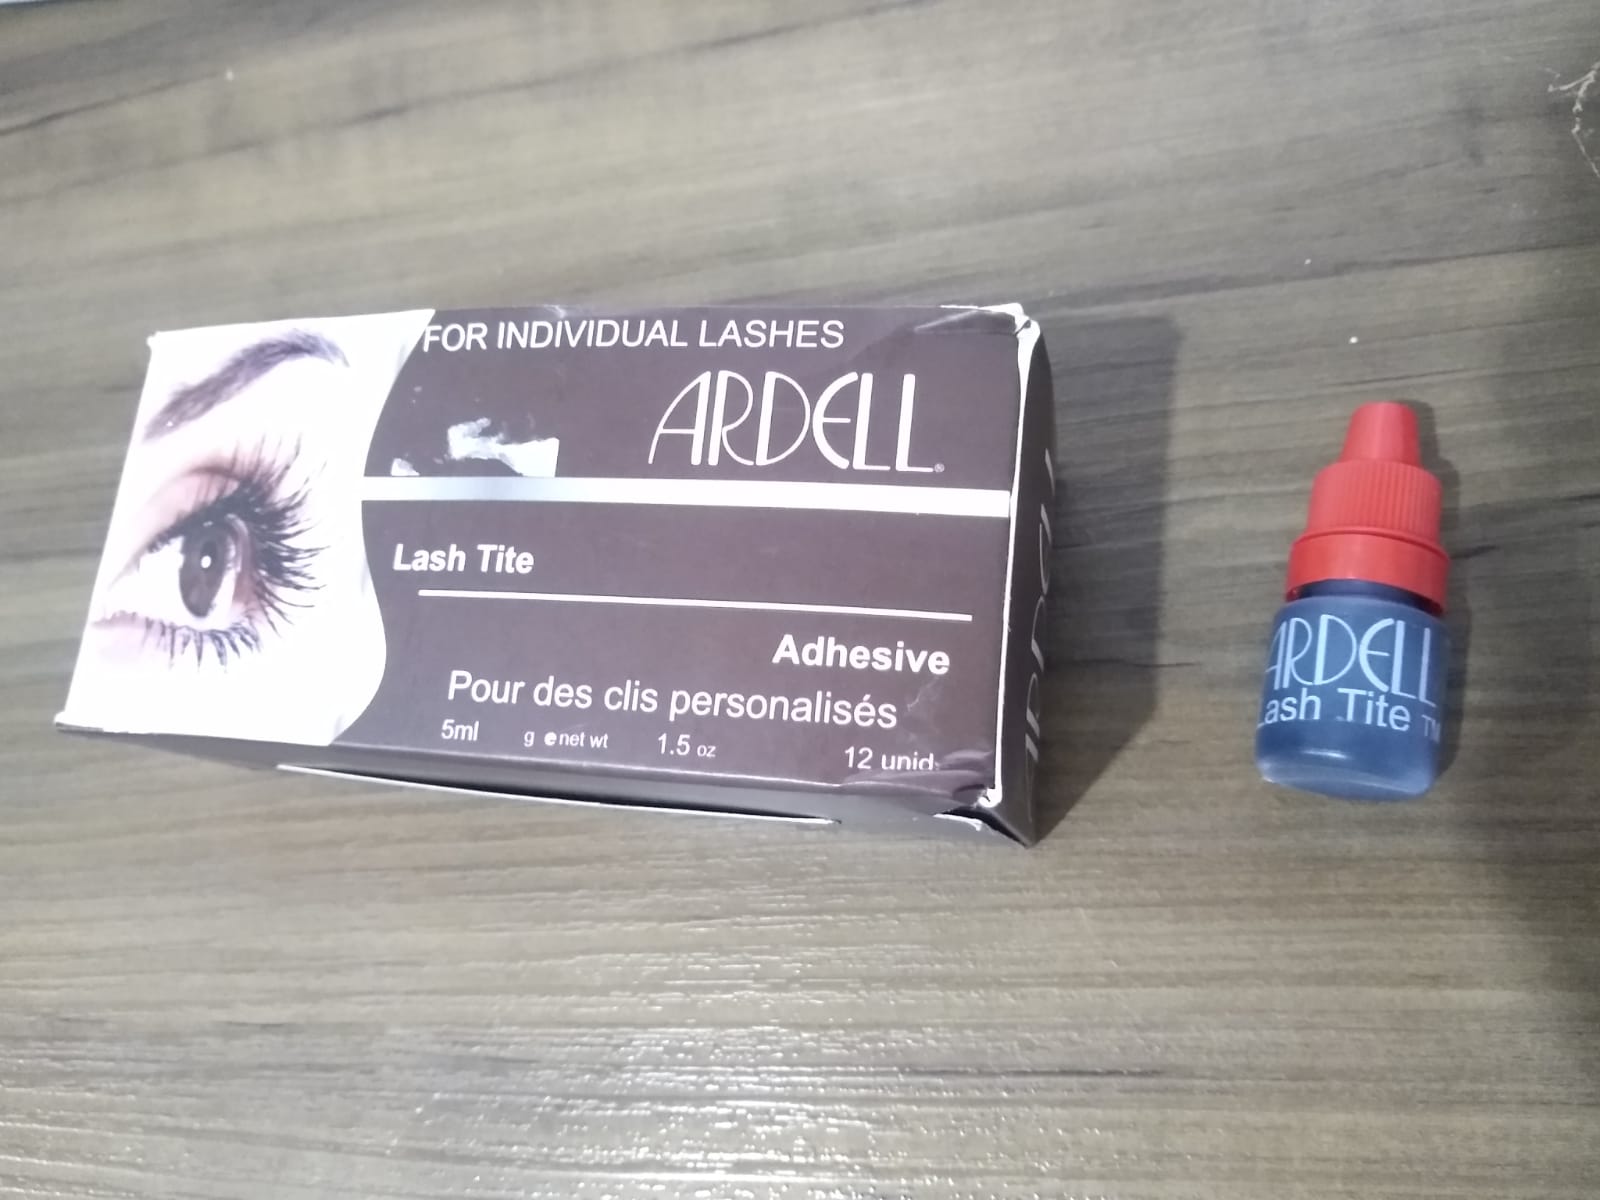 FOR INDIVIDUAL LASHES
ARDELL®
Lash Tite
Adhesive
Pour des clis personalisés
5ml g e net wt 1.5 oz 12 unid.
ARDELL
Lash Tite ™